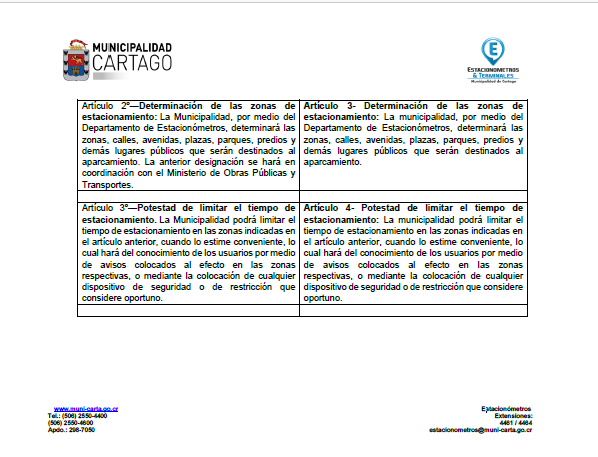 MUNICIPALIDAD
CARTAGO
ESTACIONOMETROS
& TERMINALES
Municipalidad de Cartago
Artículo 2º—Determinación de las zonas de
estacionamiento: La Municipalidad, por medio del
Departamento de Estacionómetros, determinará las
zonas, calles, avenidas, plazas, parques, predios y
demás lugares públicos que serán destinados al
aparcamiento. La anterior designación se hará en
coordinación con el Ministerio de Obras Públicas y
Transportes.
Artículo 3- Determinación de las zonas de
estacionamiento: La municipalidad, por medio del
Departamento de Estacionómetros, determinará las
zonas, calles, avenidas, plazas, parques, predios y
demás lugares públicos que serán destinados al
aparcamiento.
Artículo 3º—Potestad de limitar el tiempo de
estacionamiento. La Municipalidad podrá limitar el
tiempo de estacionamiento en las zonas indicadas en
el artículo anterior, cuando lo estime conveniente, lo
cual hará del conocimiento de los usuarios por medio
de avisos colocados al efecto en las zonas
respectivas, o mediante la colocación de cualquier
dispositivo de seguridad o de restricción que
considere oportuno.
Artículo 4- Potestad de limitar el tiempo de
estacionamiento: La municipalidad podrá limitar el
tiempo de estacionamiento en las zonas indicadas en
el artículo anterior, cuando lo estime conveniente, lo
cual hará del conocimiento de los usuarios por medio
de avisos colocados al efecto en las zonas
respectivas, o mediante la colocación de cualquier
dispositivo de seguridad o de restricción que considere
oportuno.
www.muni-carta.go.cr
Tel.: (506) 2550-4400
(506) 2550-4600
Apdo.: 298-7050
Estacionómetros
Extensiones:
4461 / 4464
estacionometros@muni-carta.go.cr